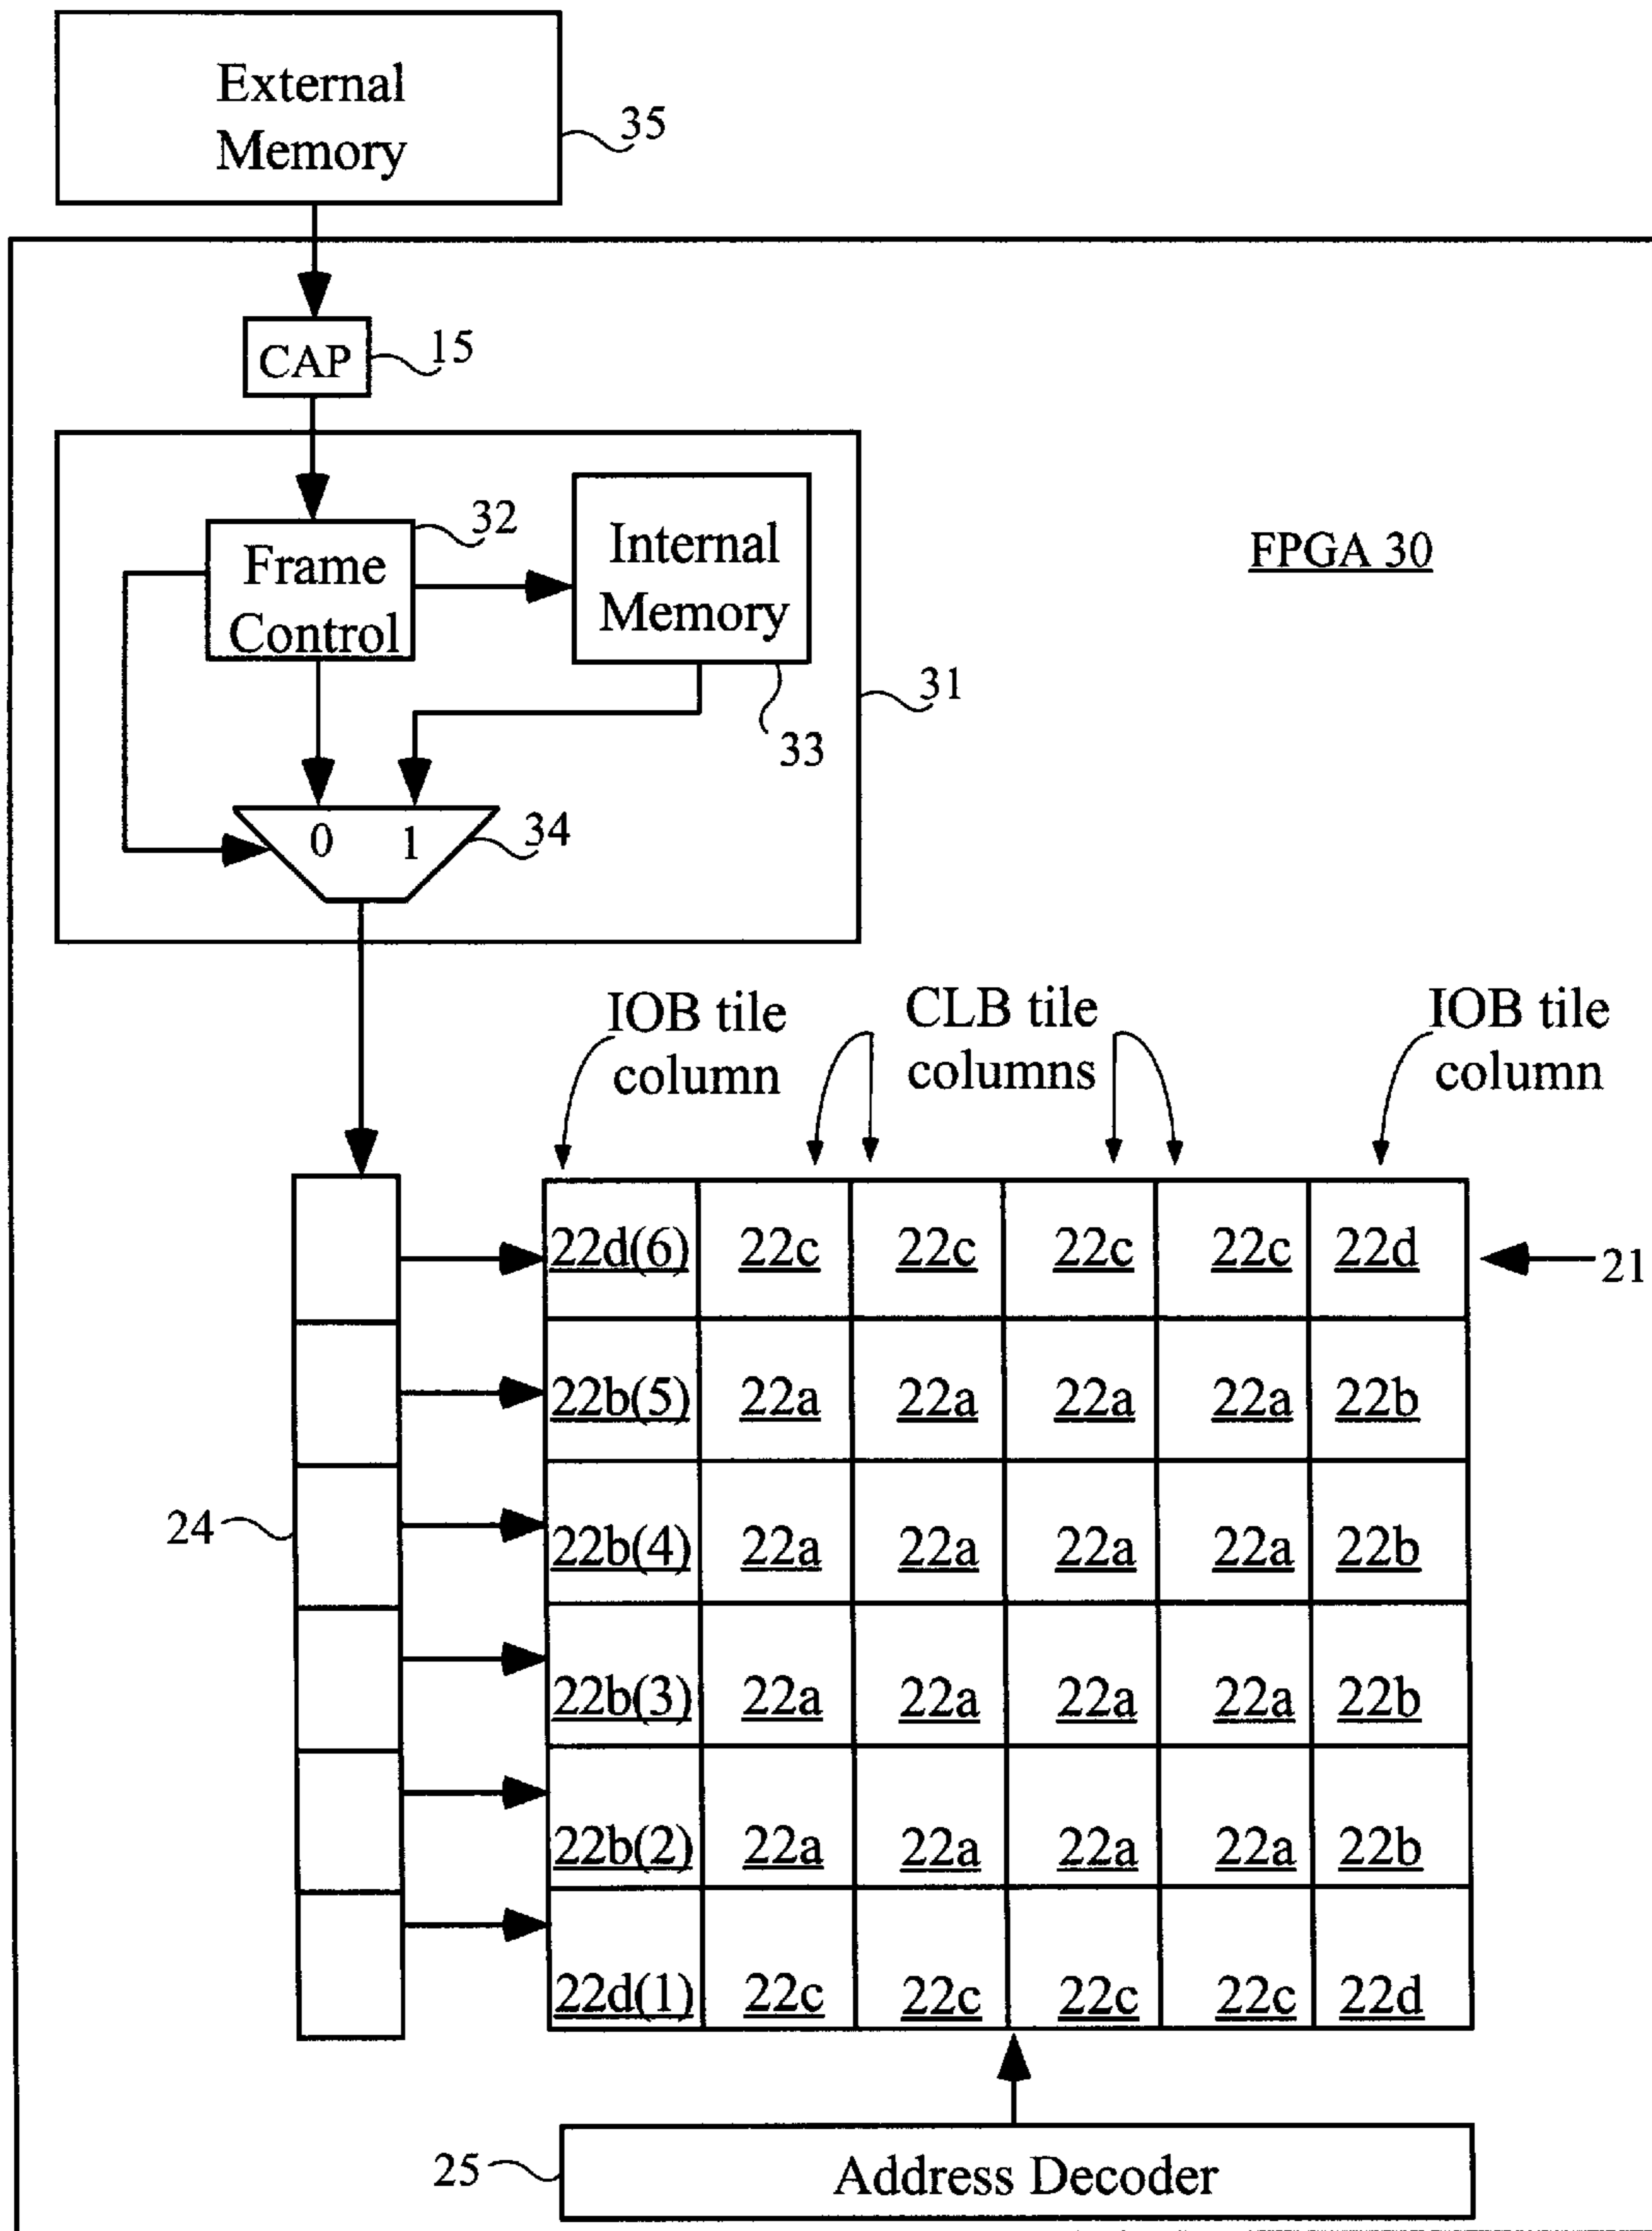 External
Memory
35
CAP
15
32
Frame
Control
Internal
Memory
FPGA 30
31
33
0 1
34
IOB tile
column
CLB tile
columns
IOB tile
column
22d(6) 22c 22c 22c 22c 22d
21
22b(5) 22a 22a 22a 22a 22b
24
22b(4) 22a 22a 22a 22a 22b
22b(3) 22a 22a 22a 22a 22b
22b(2) 22a 22a 22a 22a 22b
22d(1) 22c 22c 22c 22c 22d
25
Address Decoder